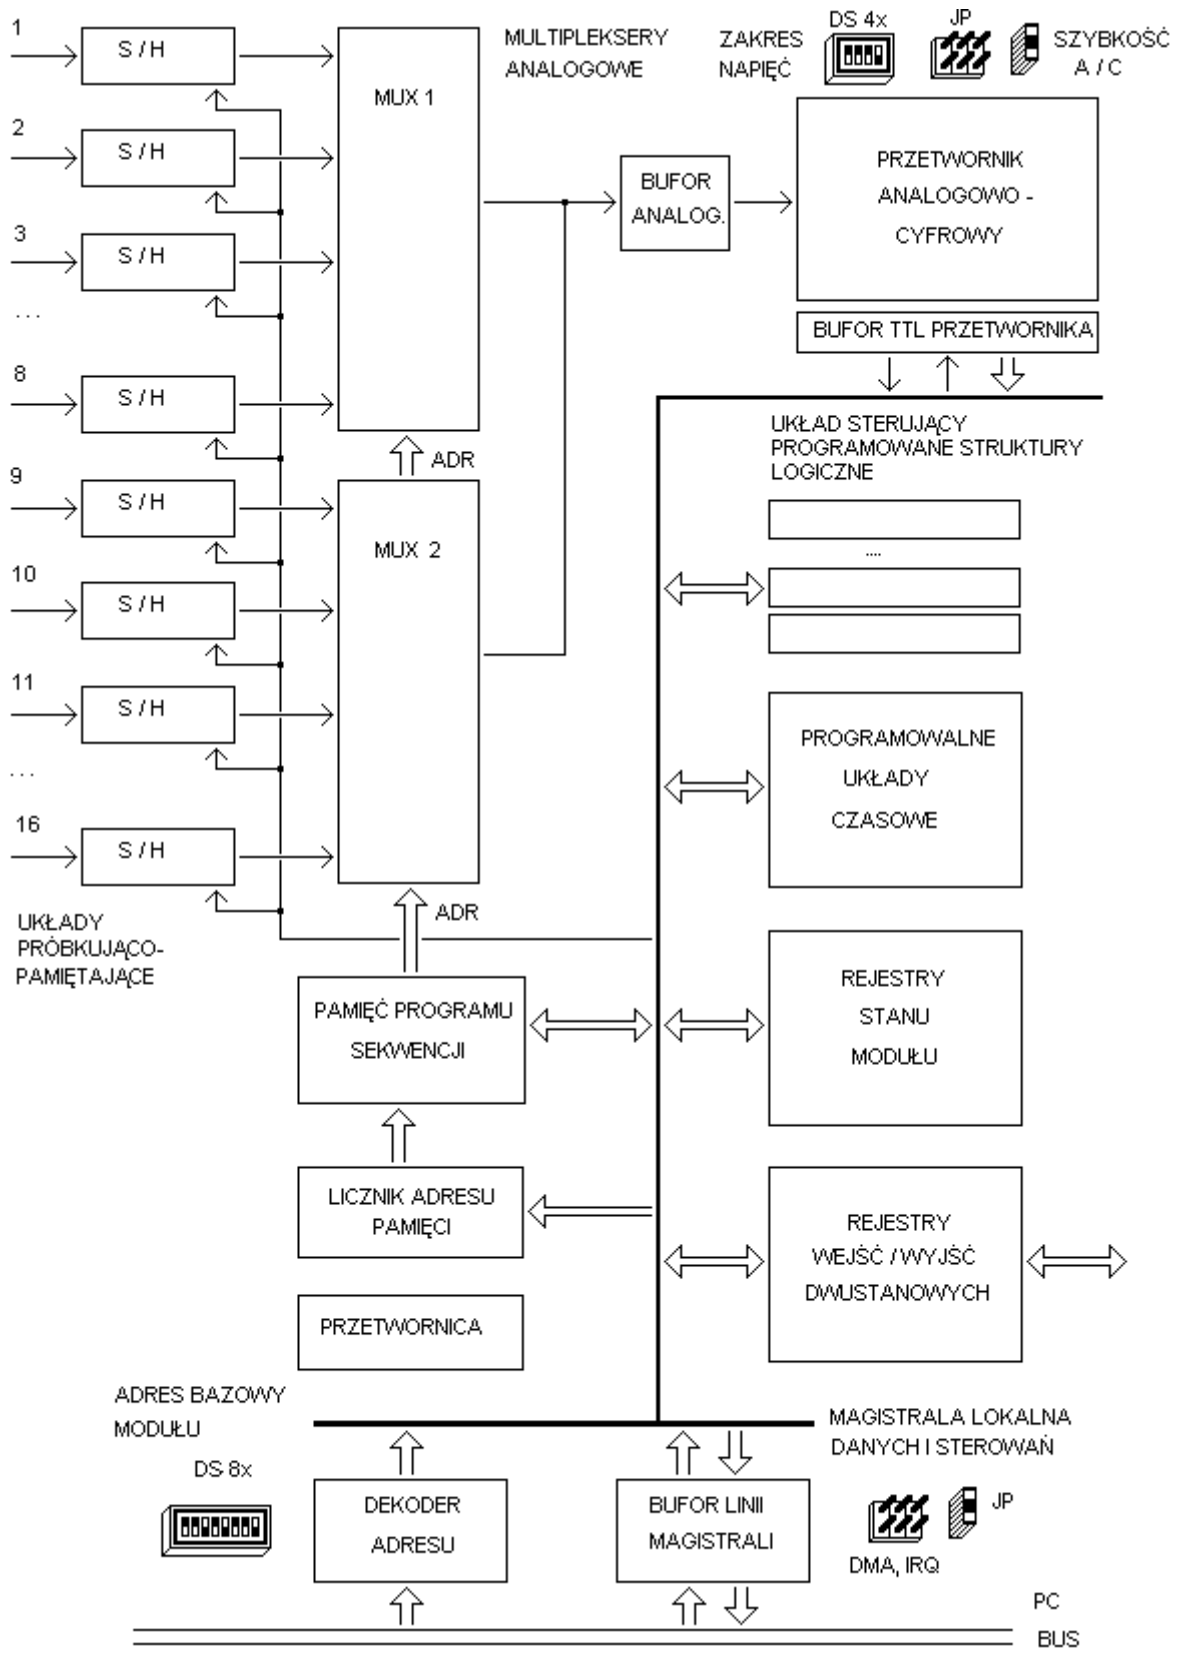 1
S / H
2
S / H
3
S / H
...
8
S / H
9
S / H
10
S / H
11
S / H
...
16
S / H
UKŁADY
PRÓBKUJĄCO-
PAMIĘTAJĄCE
MUX 1
ADR
MUX 2
ADR
MULTIPLEKSERY
ANALOGOWE
ZAKRES
NAPIĘĆ
DS 4x
JP
SZYBKOŚĆ
A / C
BUFOR
ANALOG.
PRZETWORNIK
ANALOGOWO -
CYFROWY
BUFOR TTL PRZETWORNIKA
UKŁAD STERUJĄCY
PROGRAMOWANE STRUKTURY
LOGICZNE
....
PROGRAMOWALNE
UKŁADY
CZASOWE
PAMIĘĆ PROGRAMU
SEKWENCJI
REJESTRY
STANU
MODUŁU
LICZNIK ADRESU
PAMIĘCI
REJESTRY
WEJŚĆ / WYJŚĆ
DWUSTANOWYCH
PRZETWORNICA
ADRES BAZOWY
MODUŁU
DS 8x
MAGISTRALA LOKALNA
DANYCH I STEROWAŃ
DEKODER
ADRESU
BUFOR LINII
MAGISTRALI
JP
DMA, IRQ
PC
BUS